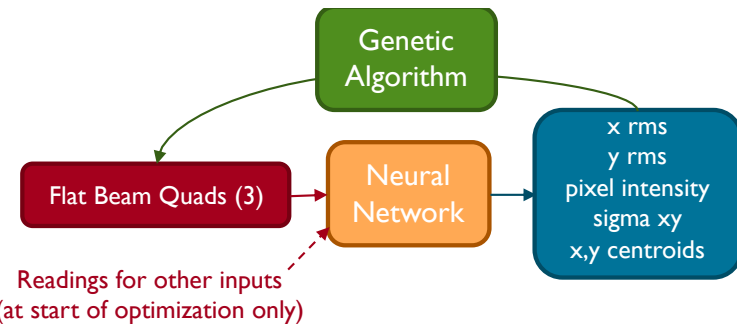 Genetic
Algorithm
Flat Beam Quads (3)
Neural
Network
x rms
y rms
pixel intensity
sigma xy
x,y centroids
Readings for other inputs
(at start of optimization only)